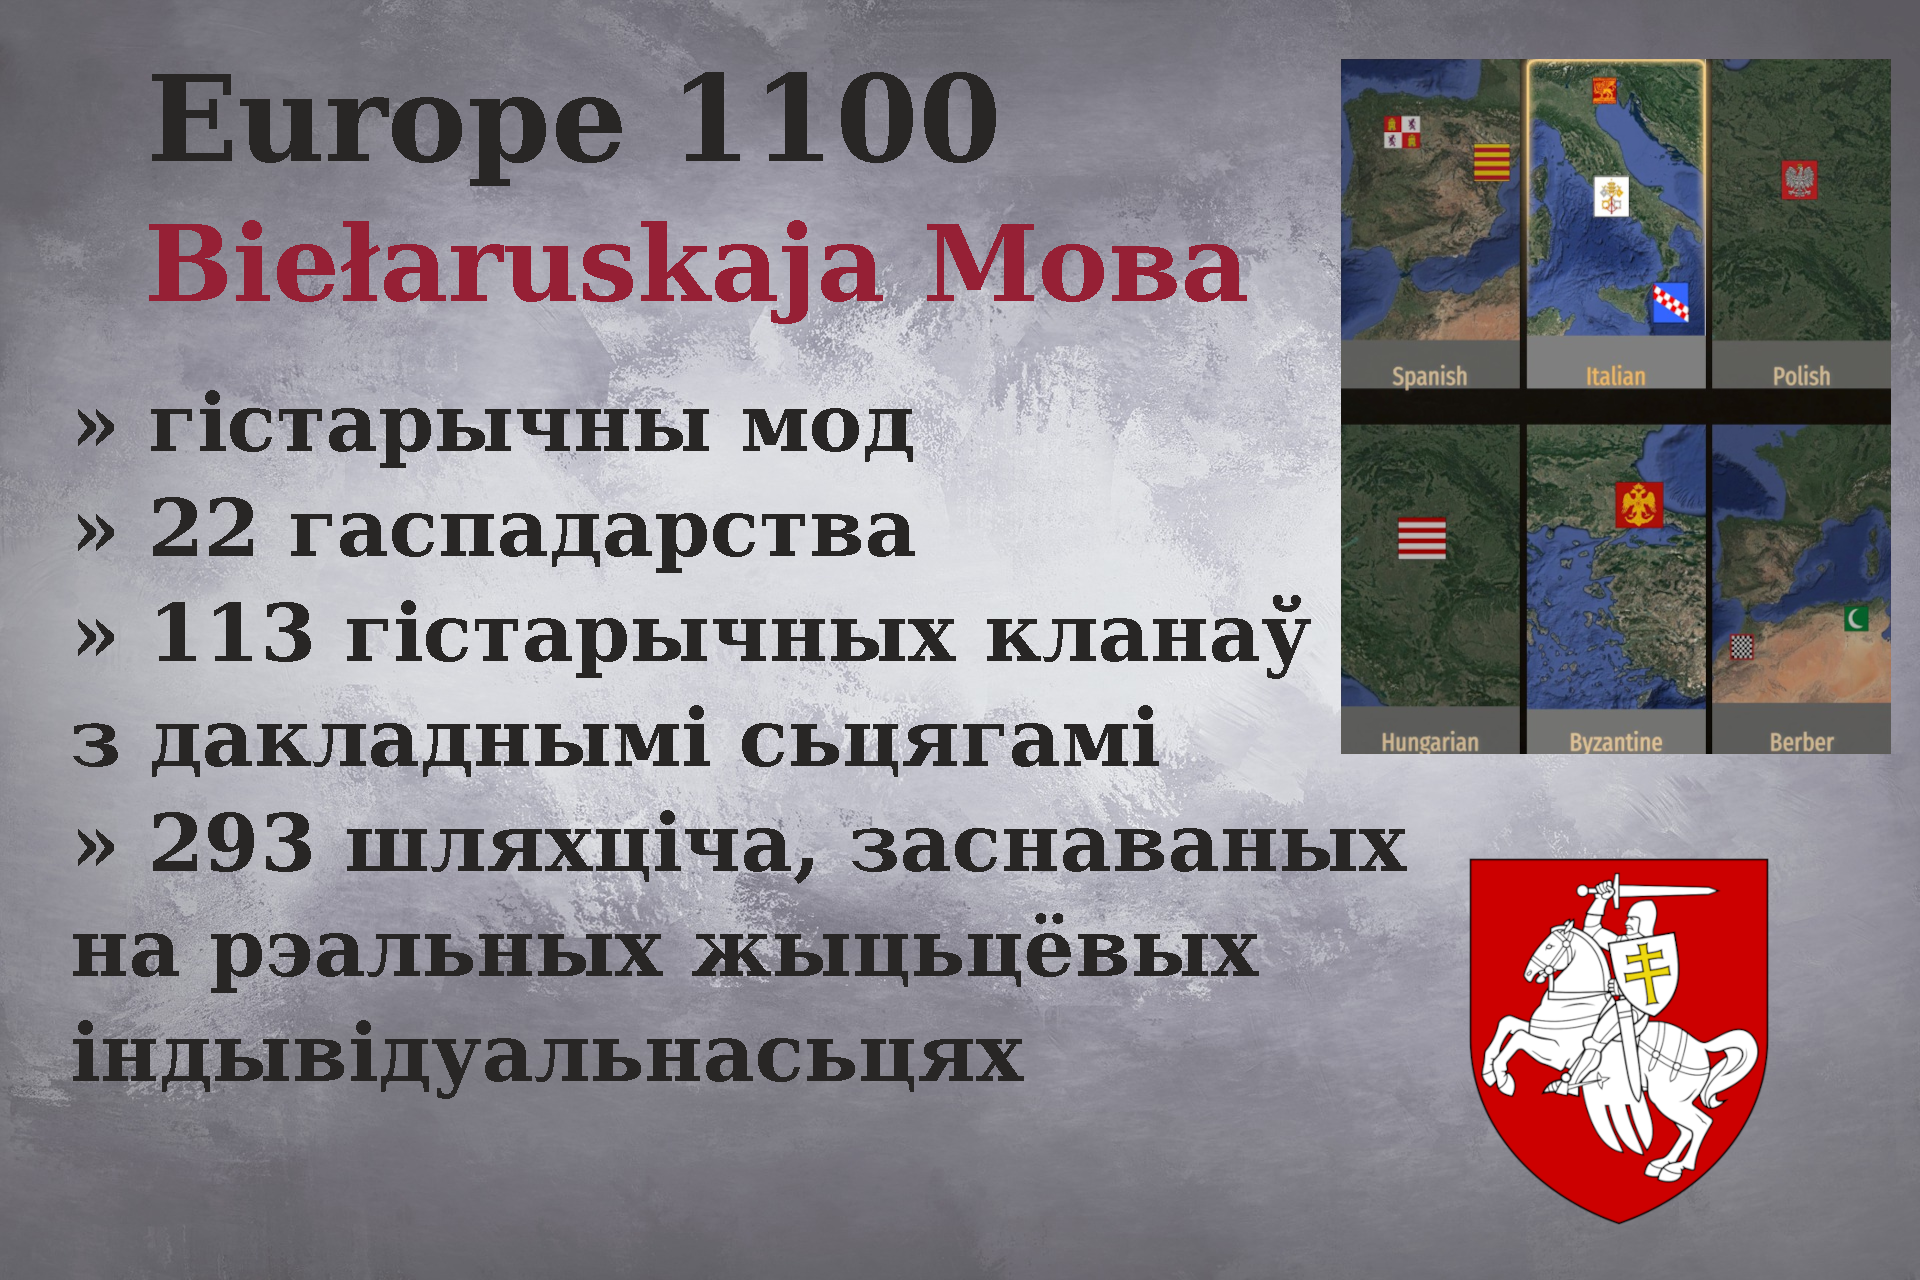 Europe 1100
Biełaruskaja Мова
» гістарычны мод
» 22 гаспадарства
» 113 гістарычных кланаў
з дакладнымі сьцягамі
» 293 шляхціча, заснаваных
на рэальных жыцьцёвых
індывідуальнасьцях
Spanish Italian Polish
Hungarian Byzantine Berber